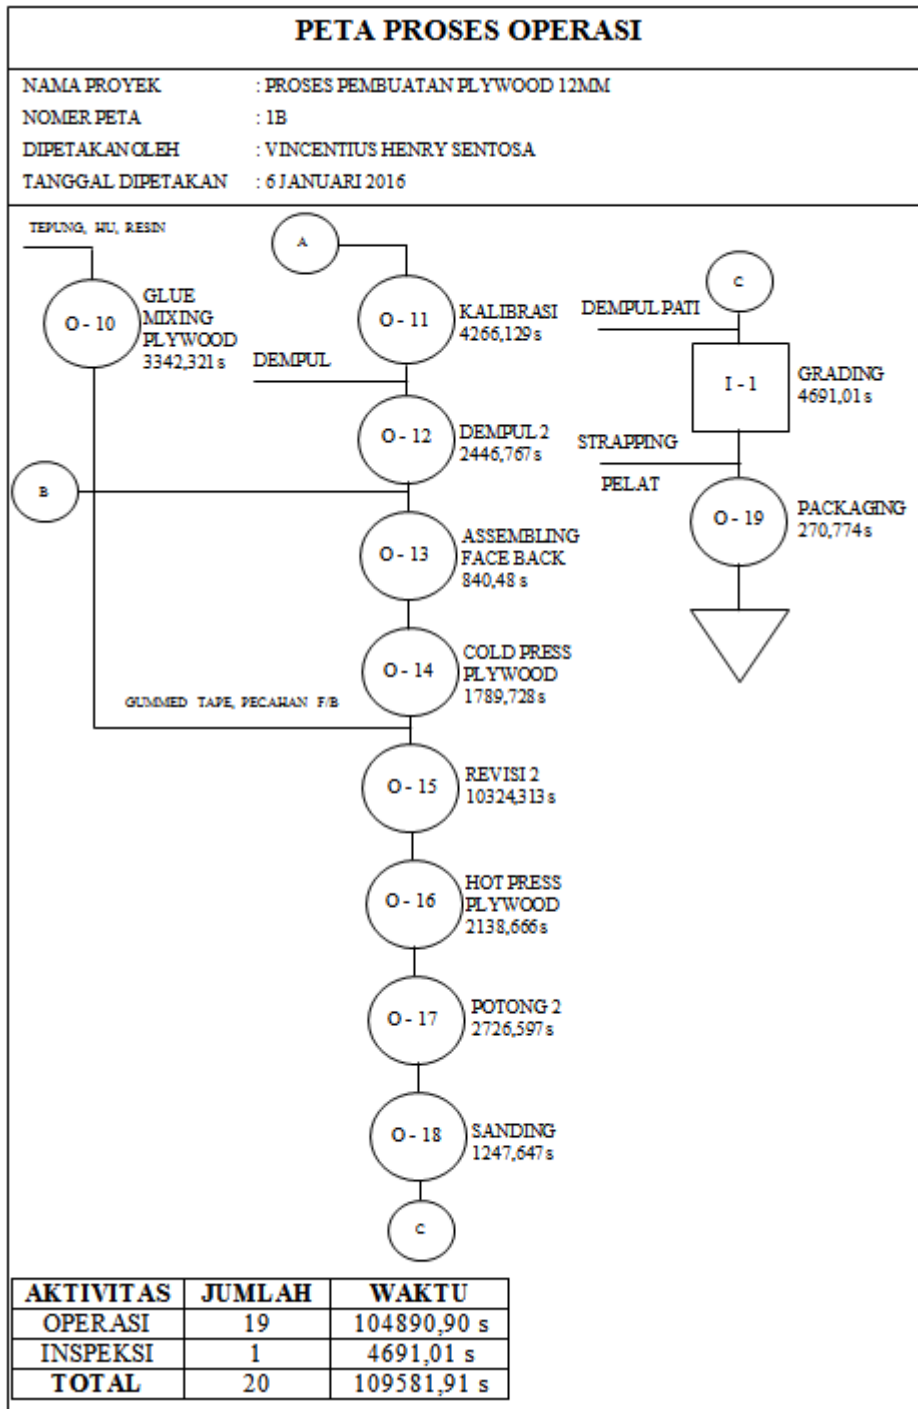 PETA PROSES OPERASI
NAMA PROYEK : PROSES PEMBUATAN PLYWOOD 12MM
NOMER PETA : 1B
DIPETAKAN OLEH : VINCENTIUS HENRY SENTOSA
TANGGAL DIPETAKAN : 6 JANUARI 2016
TEPUNG, HU, RESIN
O - 10
GLUE
MIXING
PLYWOOD
3342,321 s
A
O - 11
KALIBRASI
4266,129 s
DEMPUL
O - 12
DEMPUL 2
2446,767 s
B
O - 13
ASSEMBLING
FACE BACK
840,48 s
O - 14
COLD PRESS
PLYWOOD
1789,728 s
GUMMED TAPE, PECAHAN F/B
O - 15
REVISI 2
10324,313 s
O - 16
HOT PRESS
PLYWOOD
2138,666 s
O - 17
POTONG 2
2726,597 s
O - 18
SANDING
1247,647 s
C
C
DEMPUL PATI
I - 1
GRADING
4691,01 s
STRAPPING
PELAT
O - 19
PACKAGING
270,774 s
AKTIVITAS JUMLAH WAKTU
OPERASI 19 104890,90 s
INSPEKSI 1 4691,01 s
TOTAL 20 109581,91 s